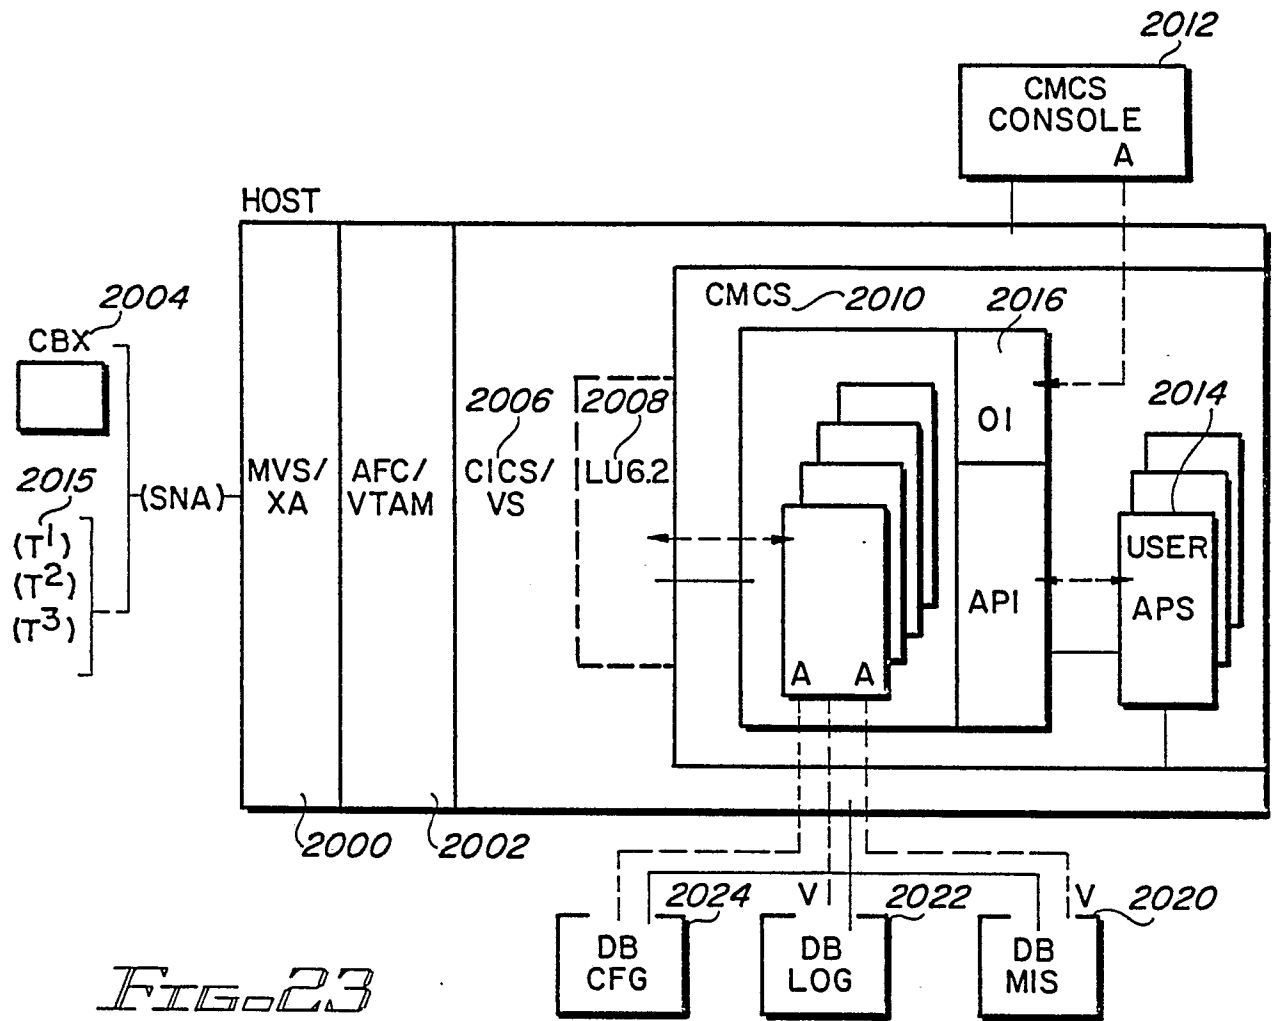 2012
CMCS
CONSOLE
A
HOST
2004
CBX
CMCS 2010
2016
2006
2008
2014
OI
2015
(SNA)
MVS/
XA
AFC/
VTAM
CICS/
VS
LU6.2
(T1)
(T2)
(T3)
USER
APS
API
A A
2000
2002
2024
V
2022
V
2020
DB
CFG
DB
LOG
DB
MIS
FIG. 23